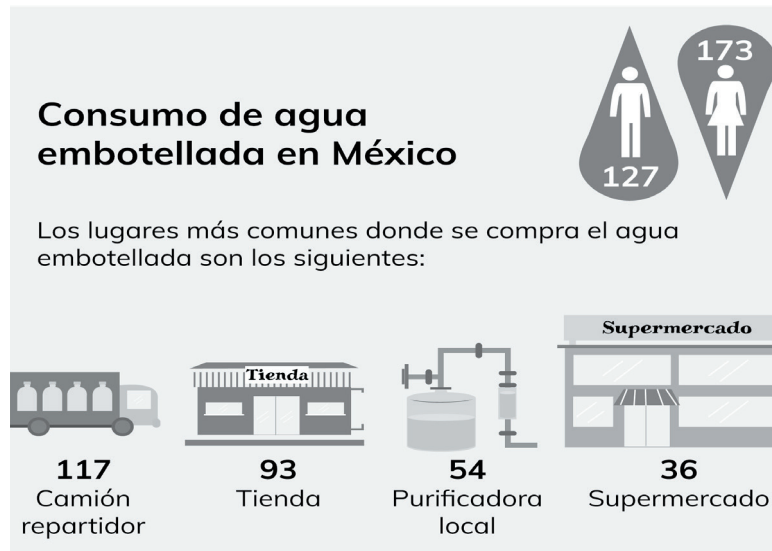 173
127
Consumo de agua
embotellada en México
Los lugares más comunes donde se compra el agua
embotellada son los siguientes:
Tienda
Supermercado
117
Camión
repartidor
93
Tienda
54
Purificadora
local
36
Supermercado